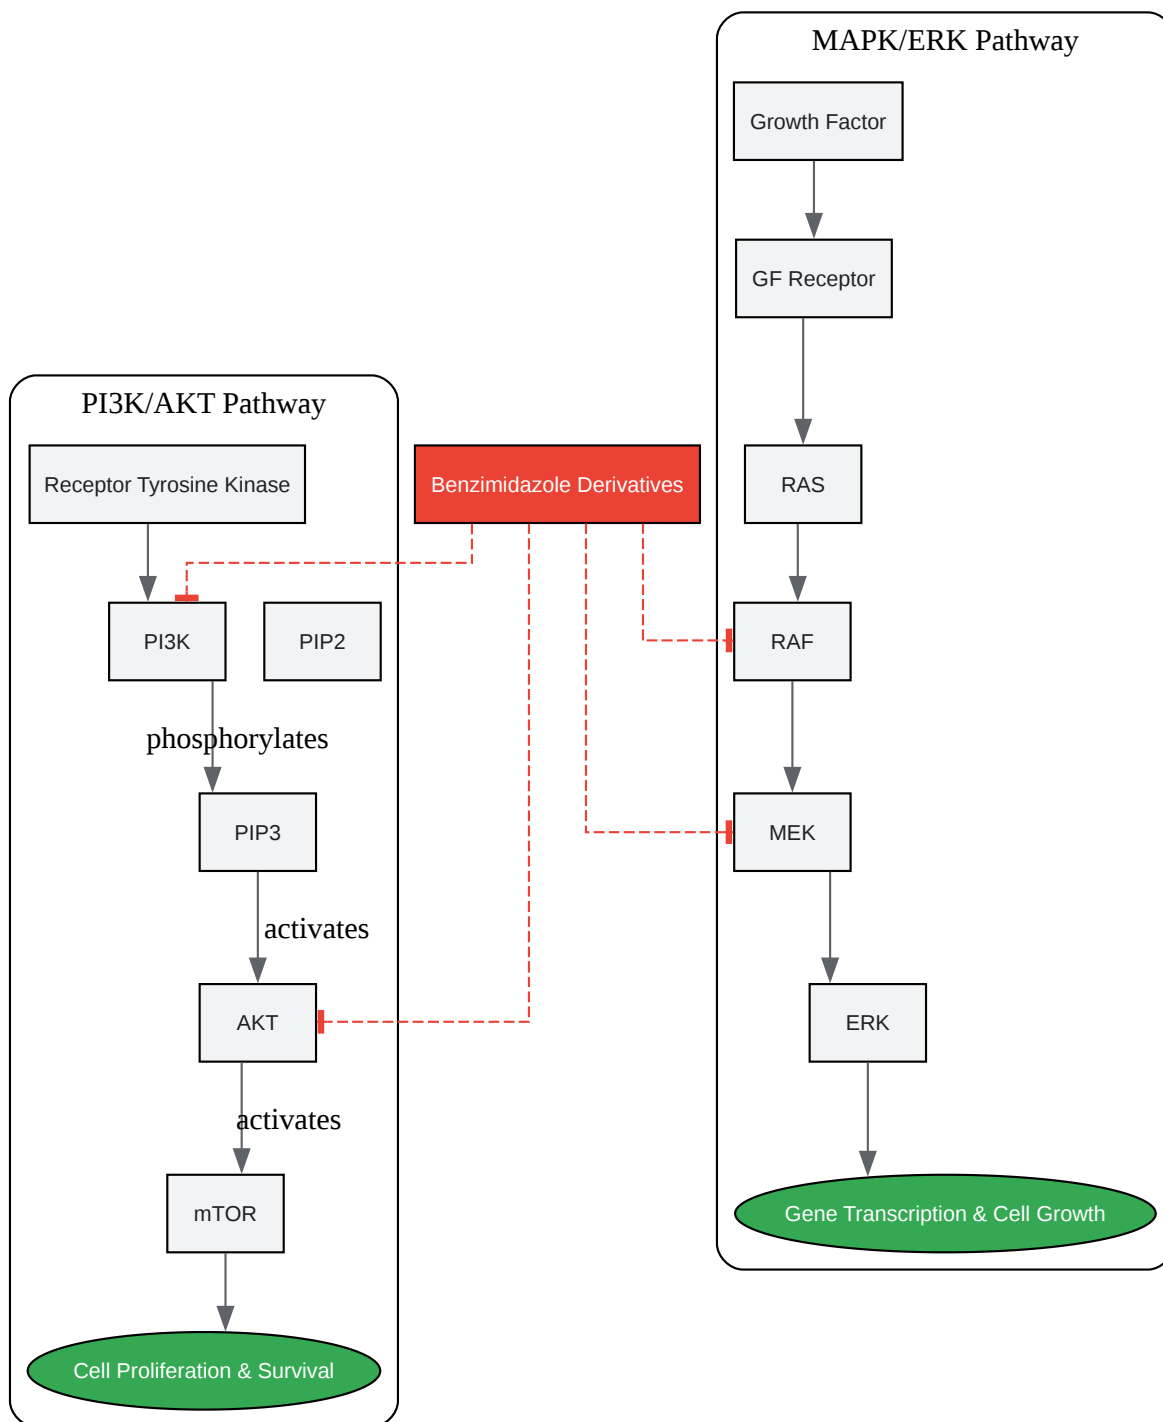 MAPK/ERK Pathway
Growth Factor
GF Receptor
PI3K/AKT Pathway
Receptor Tyrosine Kinase
Benzimidazole Derivatives
RAS
PI3K
PIP2
RAF
phosphorylates
PIP3
MEK
activates
AKT
ERK
activates
mTOR
Gene Transcription & Cell Growth
Cell Proliferation & Survival